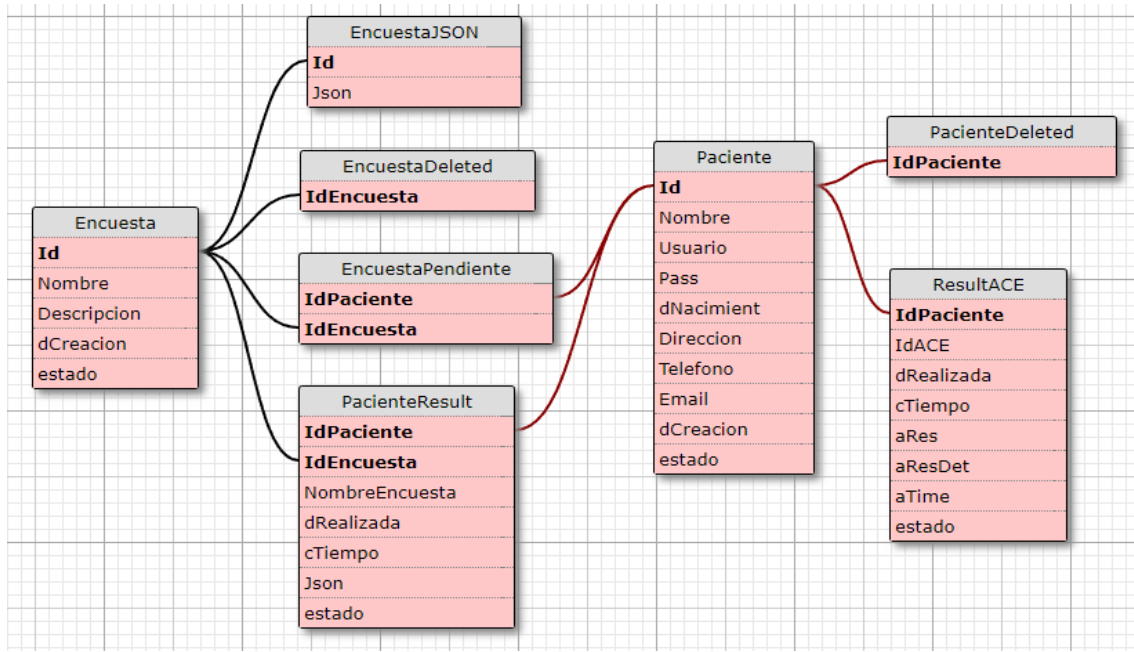 EncuestaJSON
Id
Json
EncuestaDeleted
IdEncuesta
Encuesta
Id
Nombre
Descripcion
dCreacion
estado
EncuestaPendiente
IdPaciente
IdEncuesta
PacienteResult
IdPaciente
IdEncuesta
NombreEncuesta
dRealizada
cTiempo
Json
estado
Paciente
Id
Nombre
Usuario
Pass
dNacimient
Direccion
Telefono
Email
dCreacion
estado
PacienteDeleted
IdPaciente
ResultACE
IdPaciente
IdACE
dRealizada
cTiempo
aRes
aResDet
aTime
estado